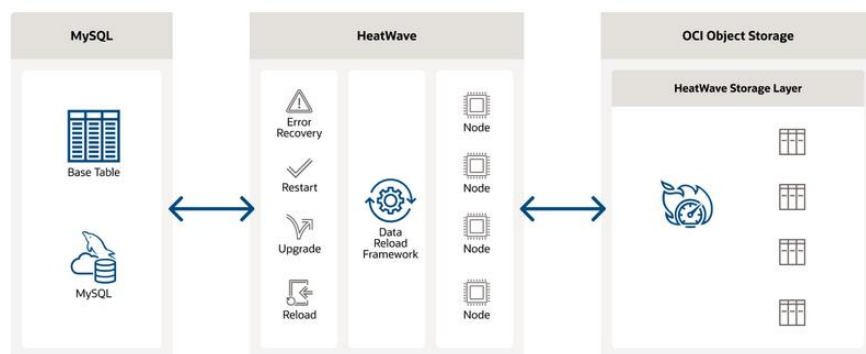 MySQL
Base Table
MySQL
HeatWave
Error
Recovery
Restart
Upgrade
Reload
Data
Reload
Framework
Node
Node
Node
Node
OCI Object Storage
HeatWave Storage Layer